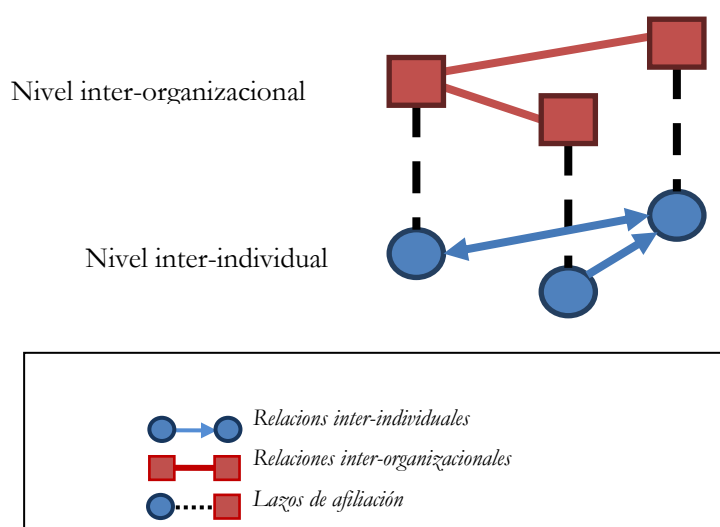 Nivel inter-organizacional
Nivel inter-individual
Relacions inter-individuales
Relaciones inter-organizacionales
Lazos de afiliación